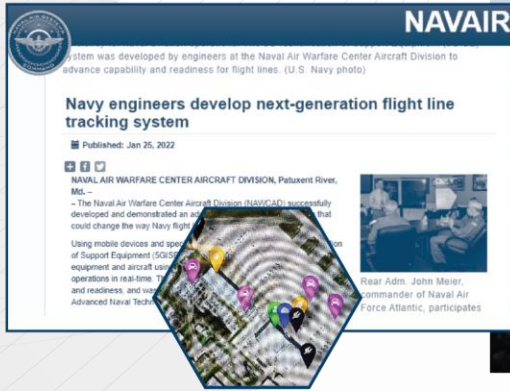 NAVAIR
system was developed by engineers at the Naval Air Warfare Center Aircraft Division to
advance capability and readiness for flight lines. (U.S. Navy photo)
Navy engineers develop next-generation flight line
tracking system
Published: Jan 25, 2022
NAVAL AIR WARFARE CENTER AIRCRAFT DIVISION, Patuxent River,
Md. –
– The Naval Air Warfare Center Aircraft Division (NAWCAD) successfully
developed and demonstrated an that
could change the way Navy flight
Using mobile devices and
of Support Equipment
equipment and aircraft
operations in real-time.
and readiness, and was
Advanced Naval
Rear Adm. John Meier,
commander of Naval Air
Force Atlantic, participates